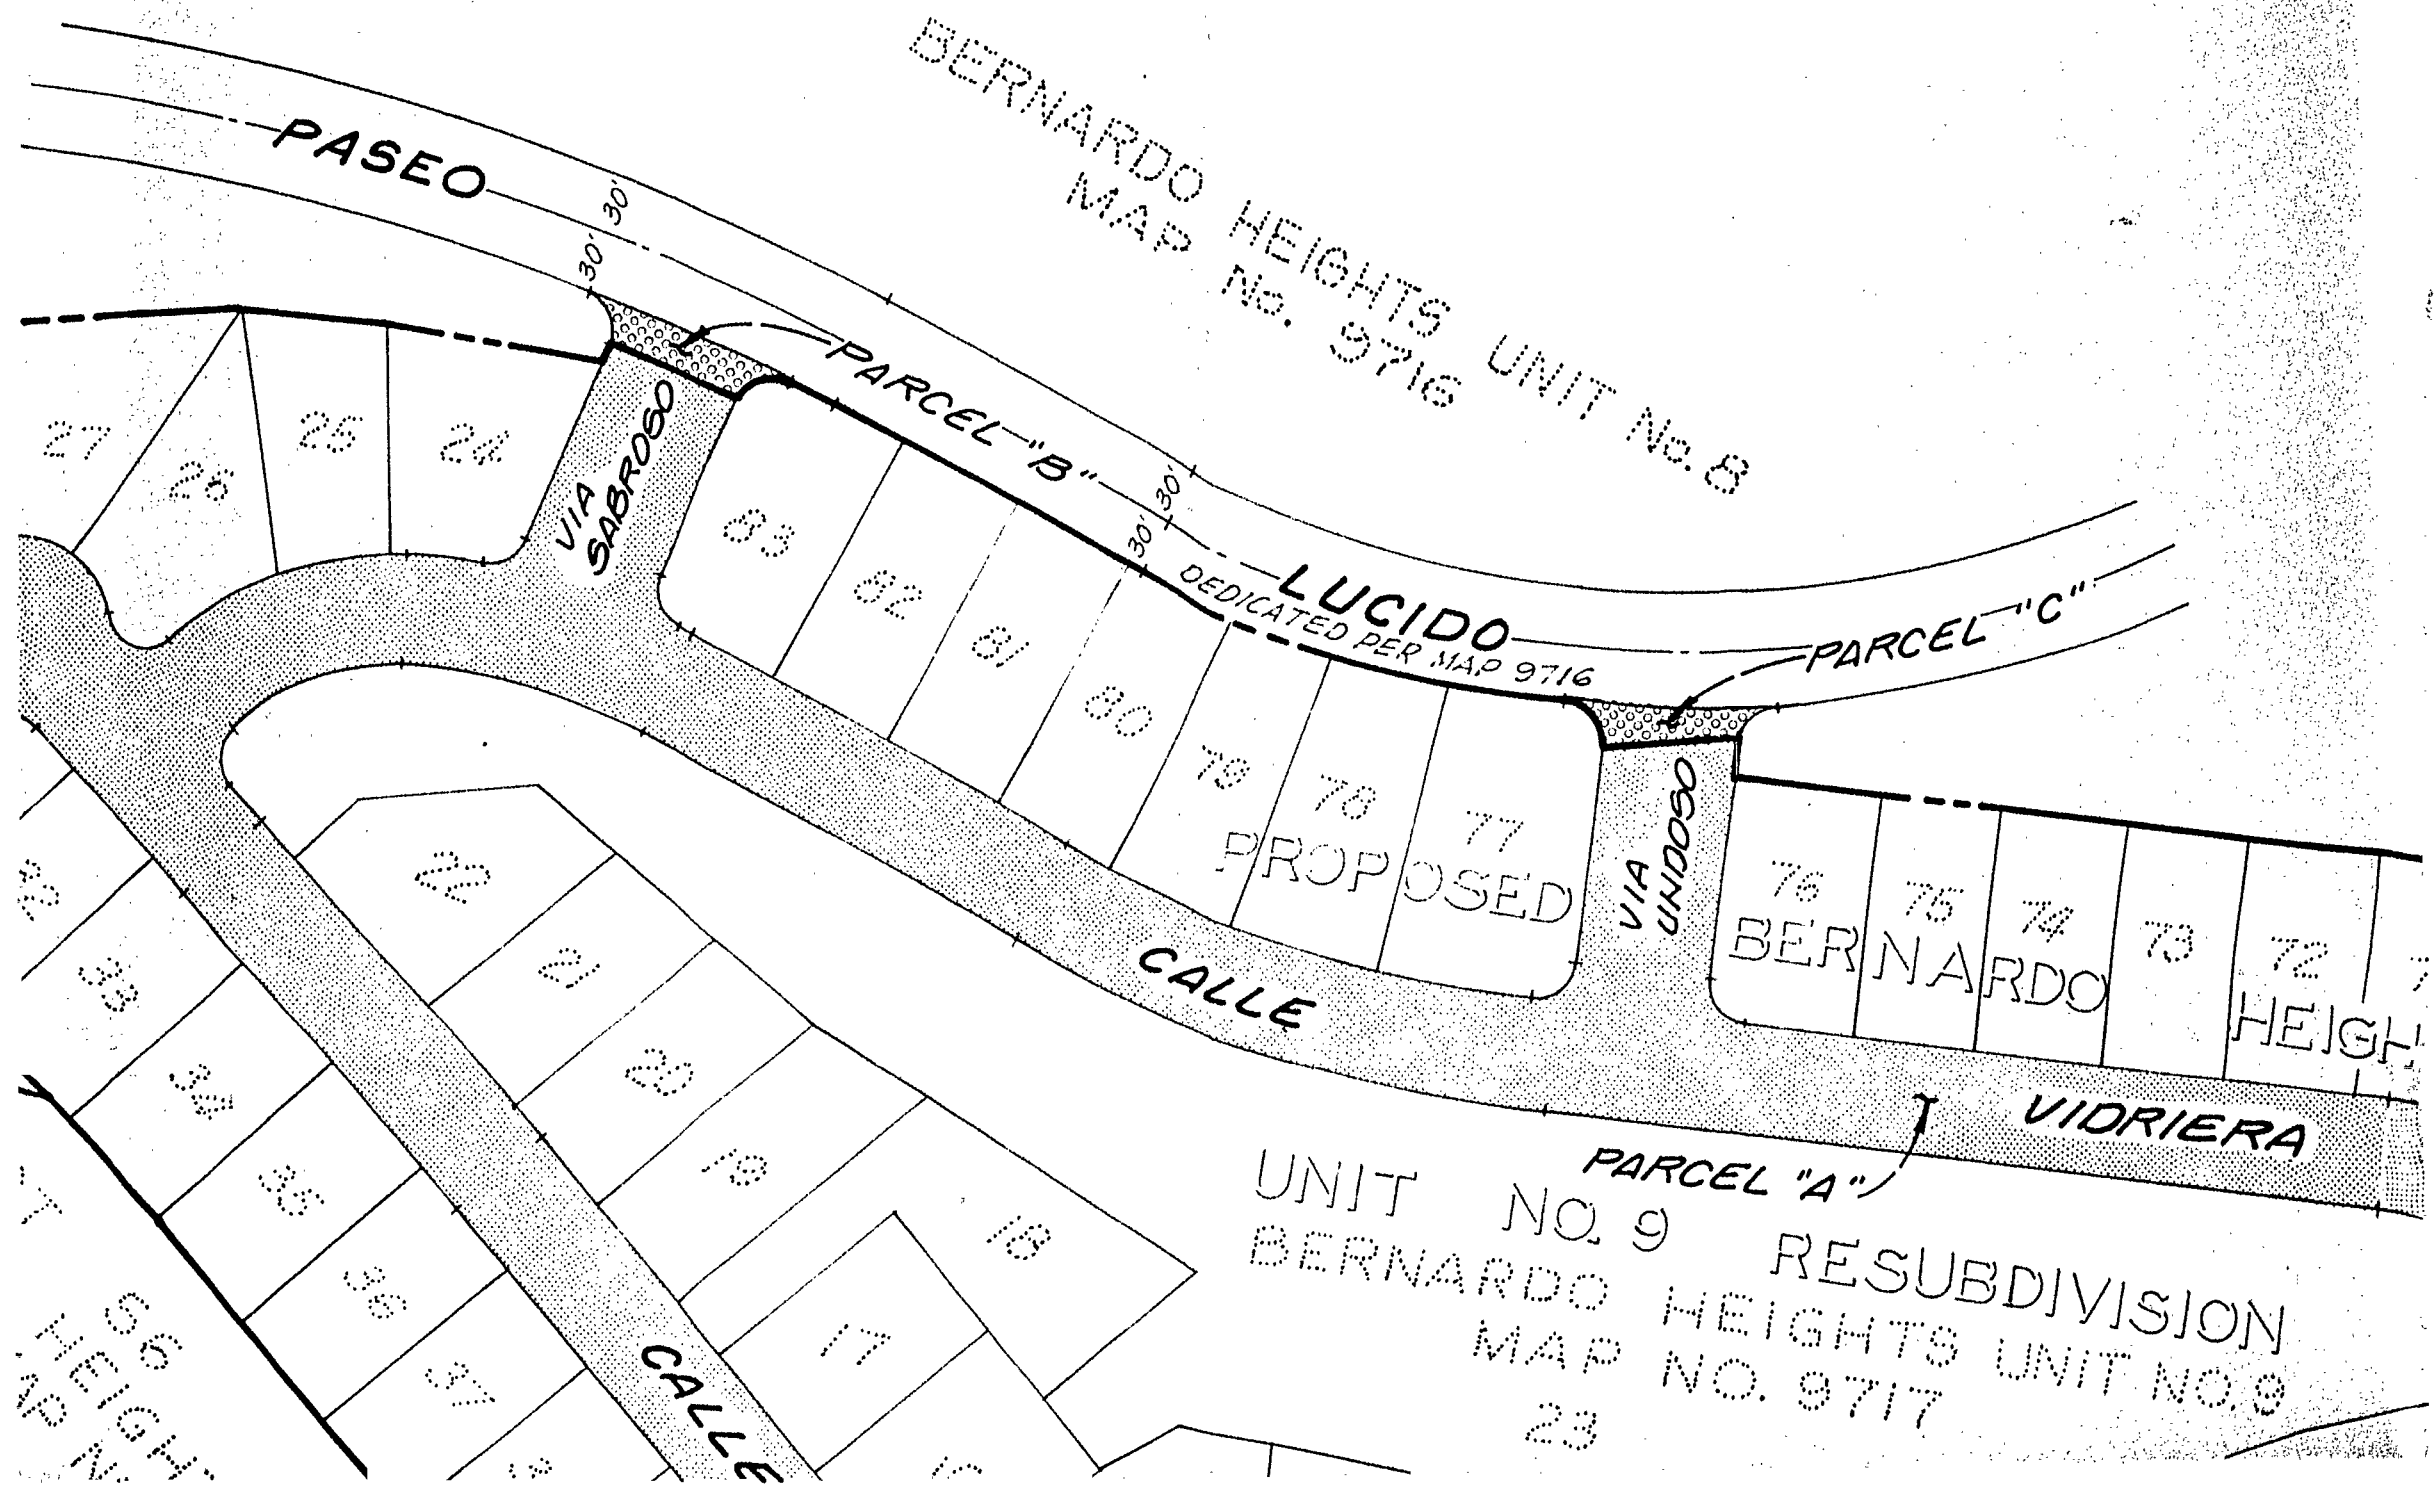 BERNARDO HEIGHTS UNIT No. 8
MAP No. 9716
PASEO
30'
30'
PARCEL "B"
30'
30'
LUCIDO
DEDICATED PER MAP 9716
PARCEL "C"
27
26
25
24
VIA
SABROSO
83
82
81
80
79
78
77
PROPOSED
VIA
UNDOSO
76
75
74
73
72
BERNARDO
HEIGH
CALLE
VIDRIERA
PARCEL "A"
22
21
20
19
18
17
33
34
35
36
37
CALLE
UNIT NO. 9 RESUBDIVISION
BERNARDO HEIGHTS UNIT NO. 9
MAP NO. 9717
23
56
HEIGH